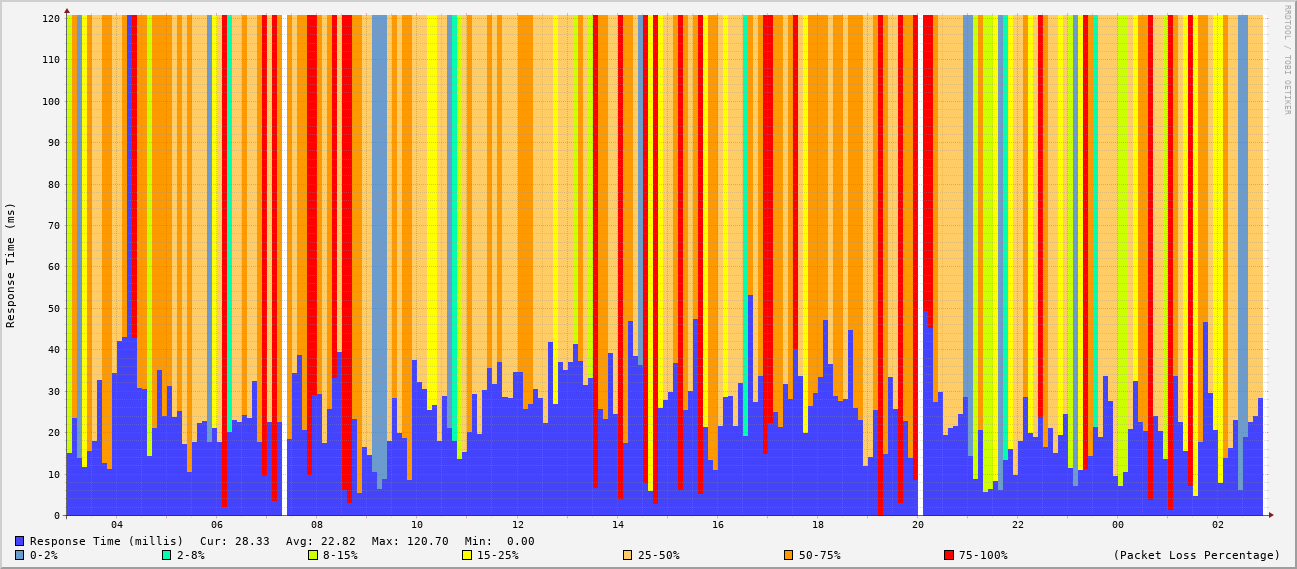 RRDTOOL / TOBI OETIKER
Response Time (ms)
120
110
100
90
80
70
60
50
40
30
20
10
0
04 06 08 10 12 14 16 18 20 22 00 02
Response Time (millis) Cur: 28.33 Avg: 22.82 Max: 120.70 Min: 0.00
0-2% 2-8% 8-15% 15-25% 25-50% 50-75% 75-100% (Packet Loss Percentage)